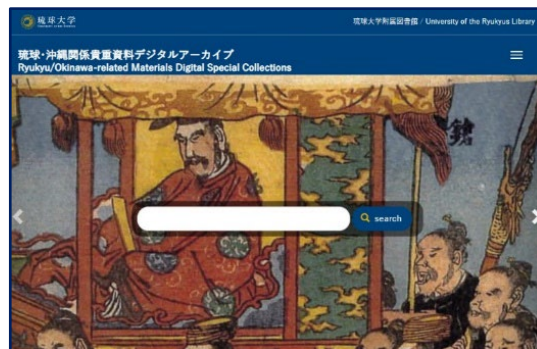 琉球大学
琉球大学附属図書館 / University of the Ryukyus Library
琉球・沖縄関係貴重資料デジタルアーカイブ
Ryukyu/Okinawa-related Materials Digital Special Collections
search